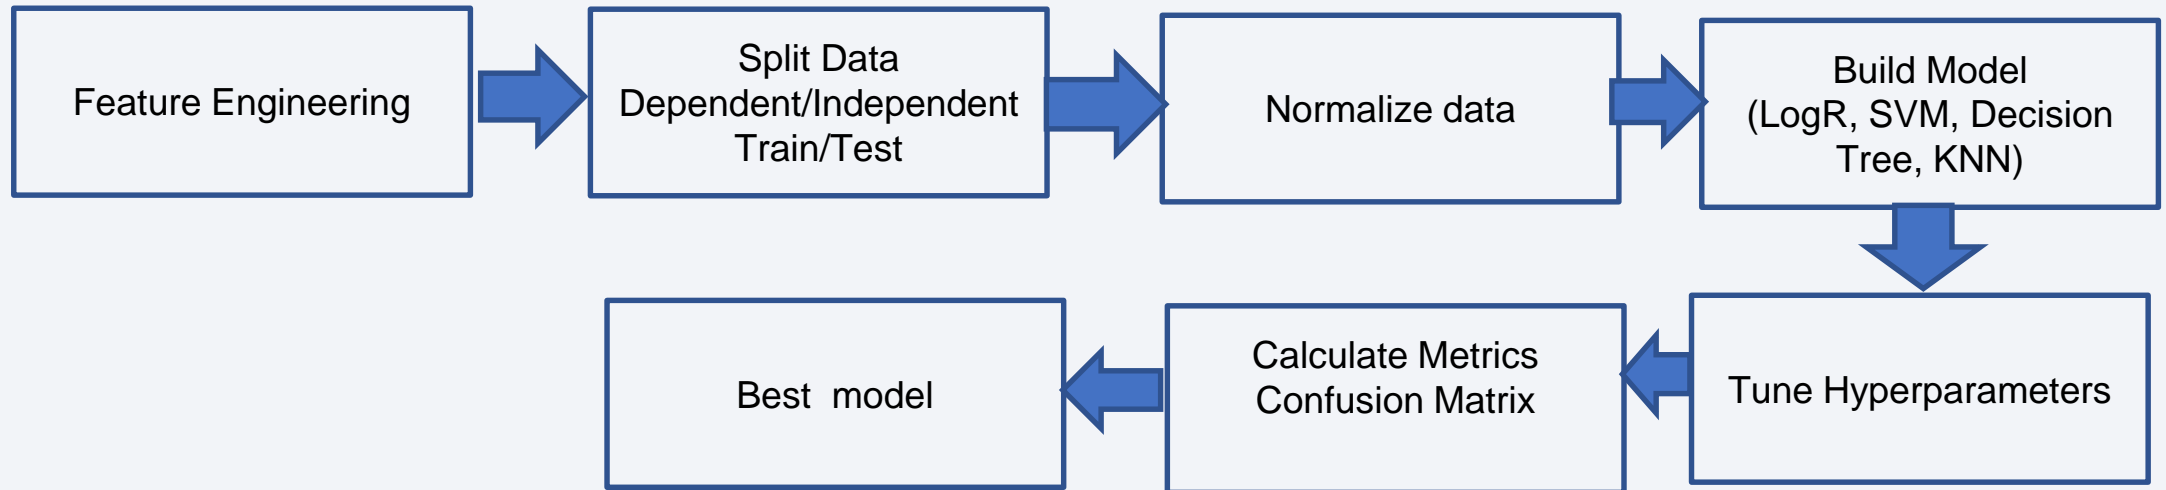 Feature Engineering
Split Data
Dependent/Independent
Train/Test
Normalize data
Build Model
(LogR, SVM, Decision
Tree, KNN)
Tune Hyperparameters
Calculate Metrics
Confusion Matrix
Best  model